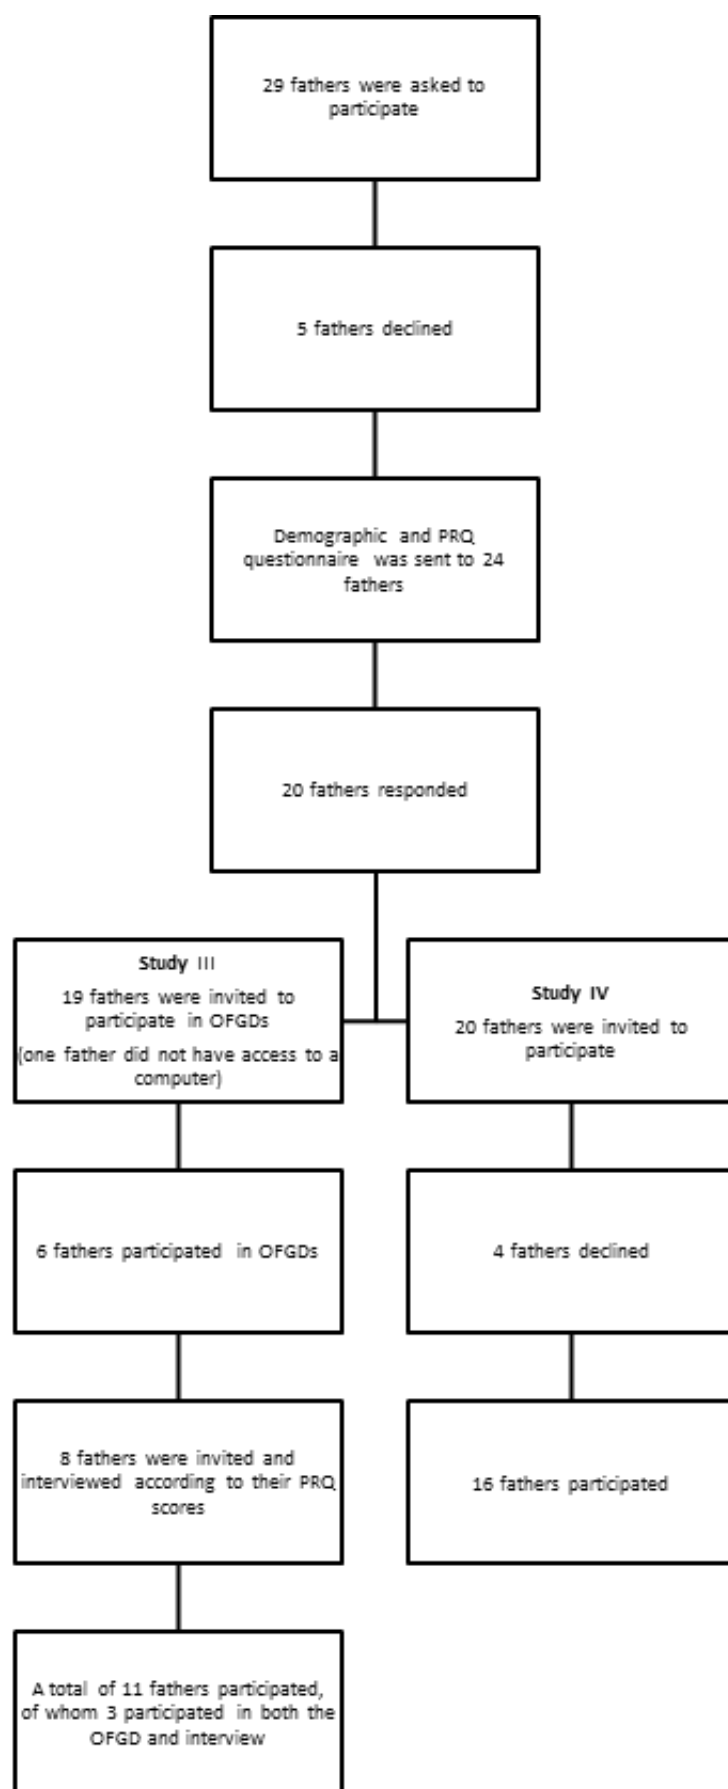 29 fathers were asked to
participate
5 fathers declined
Demographic and PRQ
questionnaire was sent to 24
fathers
20 fathers responded
Study III
19 fathers were invited to
participate in OFGDs
(one father did not have access to a
computer)
Study IV
20 fathers were invited to
participate
6 fathers participated in OFGDs
4 fathers declined
8 fathers were invited and
interviewed according to their PRQ
scores
16 fathers participated
A total of 11 fathers participated,
of whom 3 participated in both the
OFGD and interview